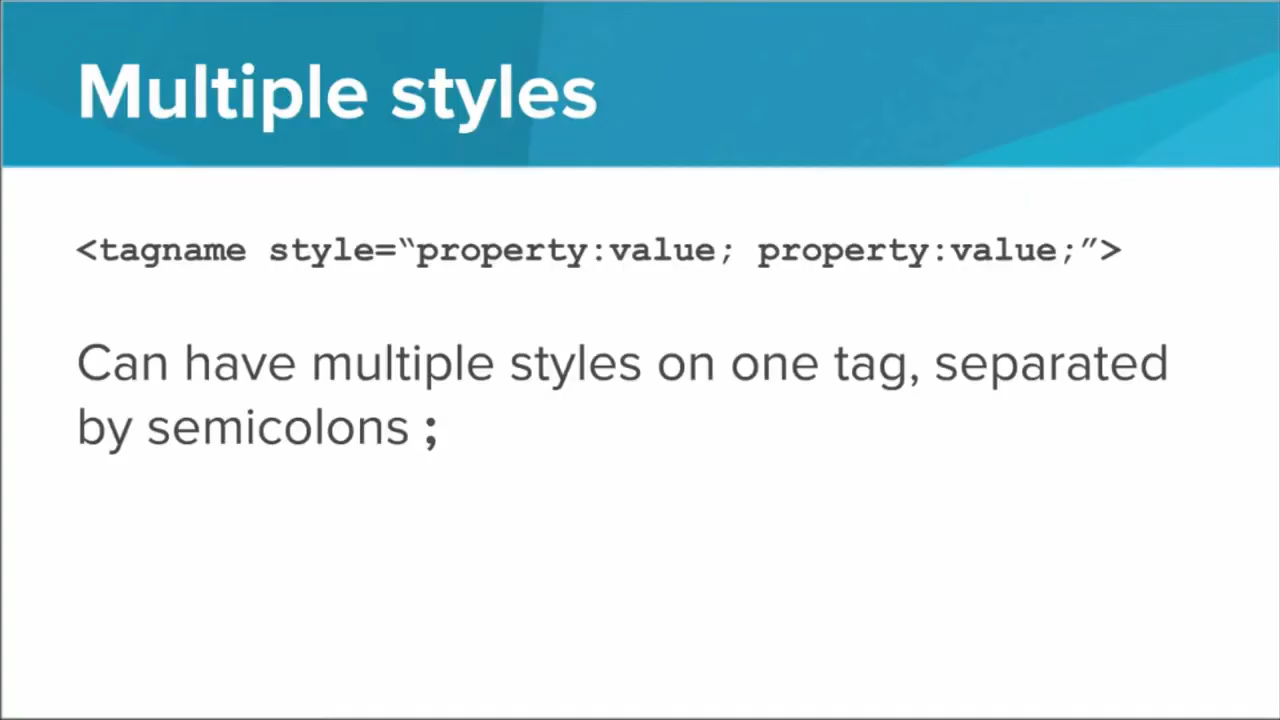 Multiple styles
<tagname style=“property:value; property:value;”>
Can have multiple styles on one tag, separated
by semicolons ;